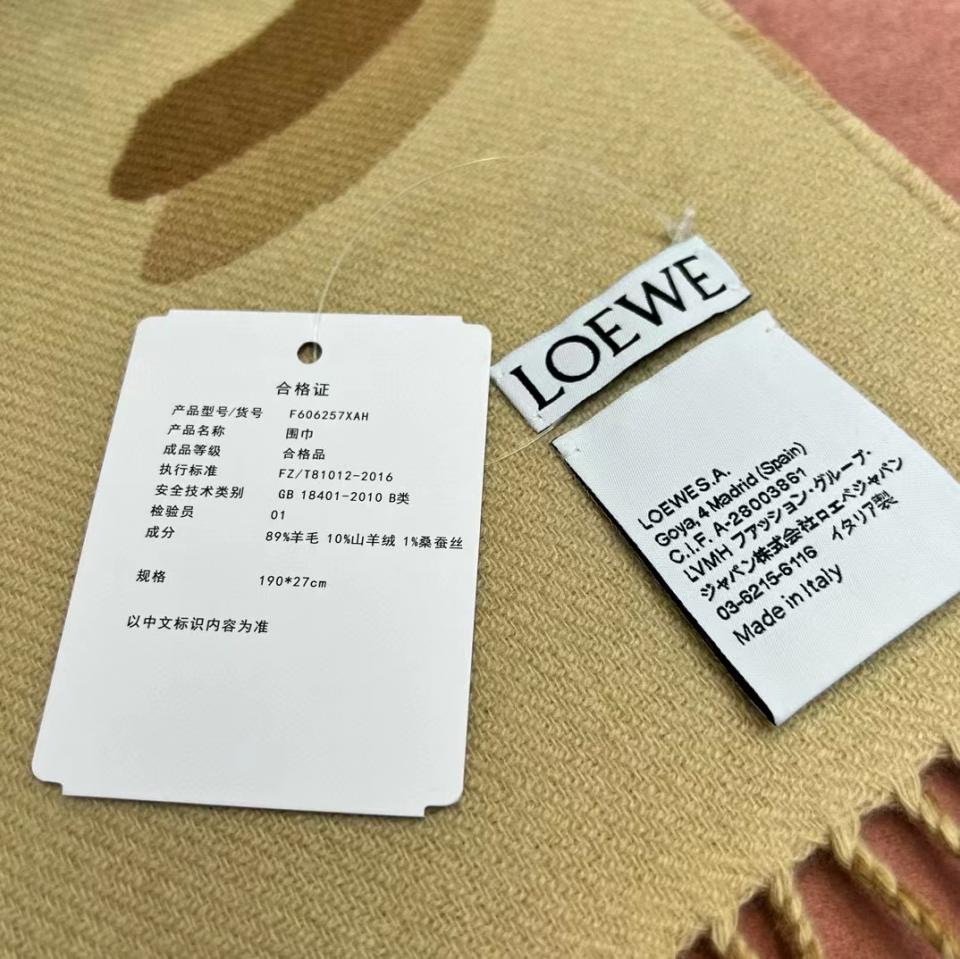 合格证
产品型号/货号 F606257XAH
产品名称 围巾
成品等级 合格品
执行标准 FZ/T81012-2016
安全技术类别 GB 18401-2010 B类
检验员 01
成分 89%羊毛 10%山羊绒 1%桑蚕丝
规格 190*27cm
以中文标识内容为准
LOEWE
LOEWE S.A.
Goya, 4 Madrid (Spain)
C.I.F. A-28003861
LVMH ファッション・グループ・
ジャパン株式会社ロエベジャパン
03-6215-6116 イタリア製
Made in Italy